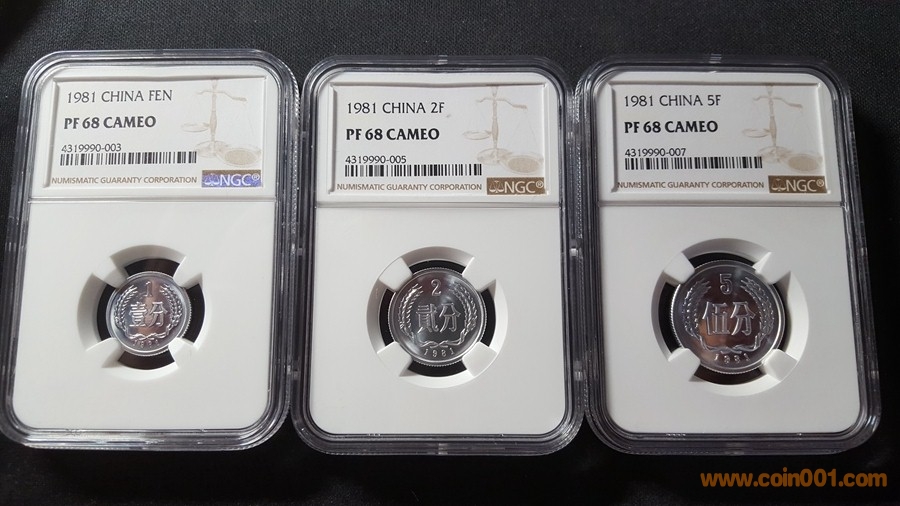 1981 CHINA FEN
PF 68 CAMEO
4319990-003
NUMISMATIC GUARANTY CORPORATION
NGC®
1
壹分
1981
1981 CHINA 2F
PF 68 CAMEO
4319990-005
NUMISMATIC GUARANTY CORPORATION
NGC®
2
贰分
1981
1981 CHINA 5F
PF 68 CAMEO
4319990-007
NUMISMATIC GUARANTY CORPORATION
NGC®
5
伍分
1981
www.coin001.com